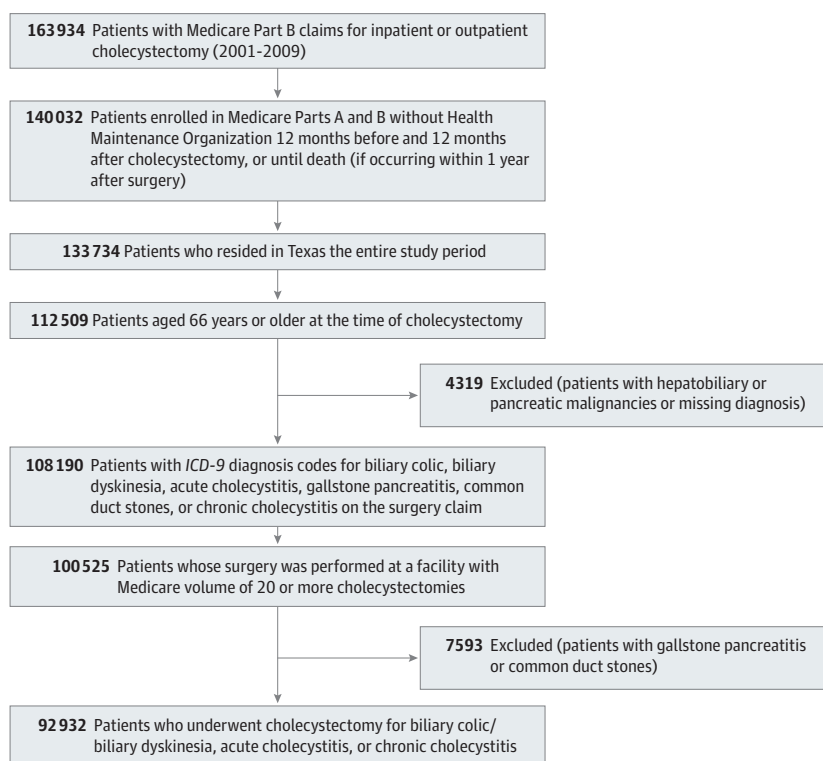 163 934 Patients with Medicare Part B claims for inpatient or outpatient
cholecystectomy (2001-2009)
140 032 Patients enrolled in Medicare Parts A and B without Health
Maintenance Organization 12 months before and 12 months
after cholecystectomy, or until death (if occurring within 1 year
after surgery)
133 734 Patients who resided in Texas the entire study period
112 509 Patients aged 66 years or older at the time of cholecystectomy
4319 Excluded (patients with hepatobiliary or
pancreatic malignancies or missing diagnosis)
108 190 Patients with ICD-9 diagnosis codes for biliary colic, biliary
dyskinesia, acute cholecystitis, gallstone pancreatitis, common
duct stones, or chronic cholecystitis on the surgery claim
100 525 Patients whose surgery was performed at a facility with
Medicare volume of 20 or more cholecystectomies
7593 Excluded (patients with gallstone pancreatitis
or common duct stones)
92 932 Patients who underwent cholecystectomy for biliary colic/
biliary dyskinesia, acute cholecystitis, or chronic cholecystitis